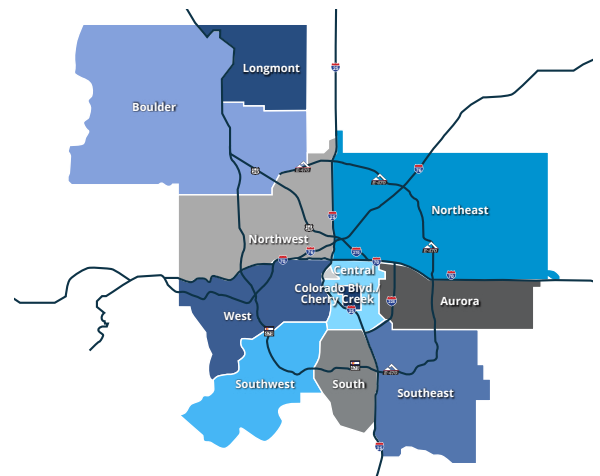 Longmont
Boulder
Northeast
Northwest
Central
Colorado Blvd./
Cherry Creek
Aurora
West
Southwest
South
Southeast